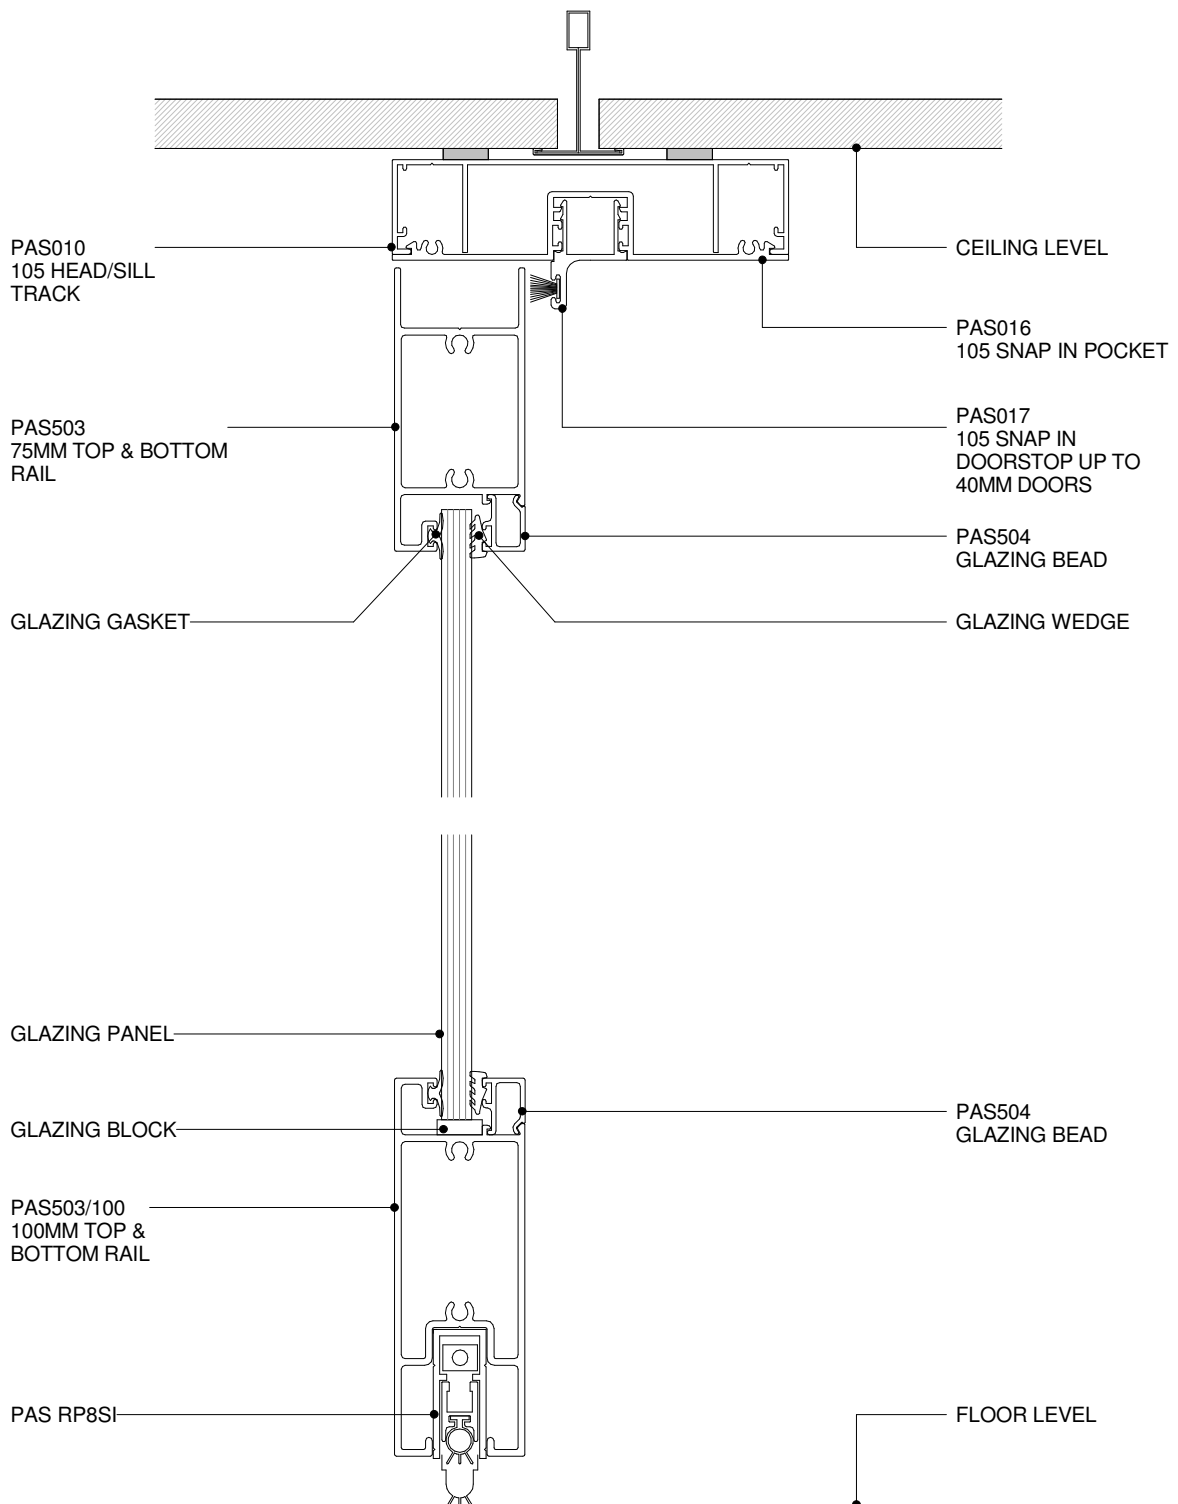 PAS010
105 HEAD/SILL
TRACK
CEILING LEVEL
PAS016
105 SNAP IN POCKET
PAS017
105 SNAP IN
DOORSTOP UP TO
40MM DOORS
PAS503
75MM TOP & BOTTOM
RAIL
PAS504
GLAZING BEAD
GLAZING GASKET
GLAZING WEDGE
GLAZING PANEL
PAS504
GLAZING BEAD
GLAZING BLOCK
PAS503/100
100MM TOP &
BOTTOM RAIL
PAS RP8SI
FLOOR LEVEL